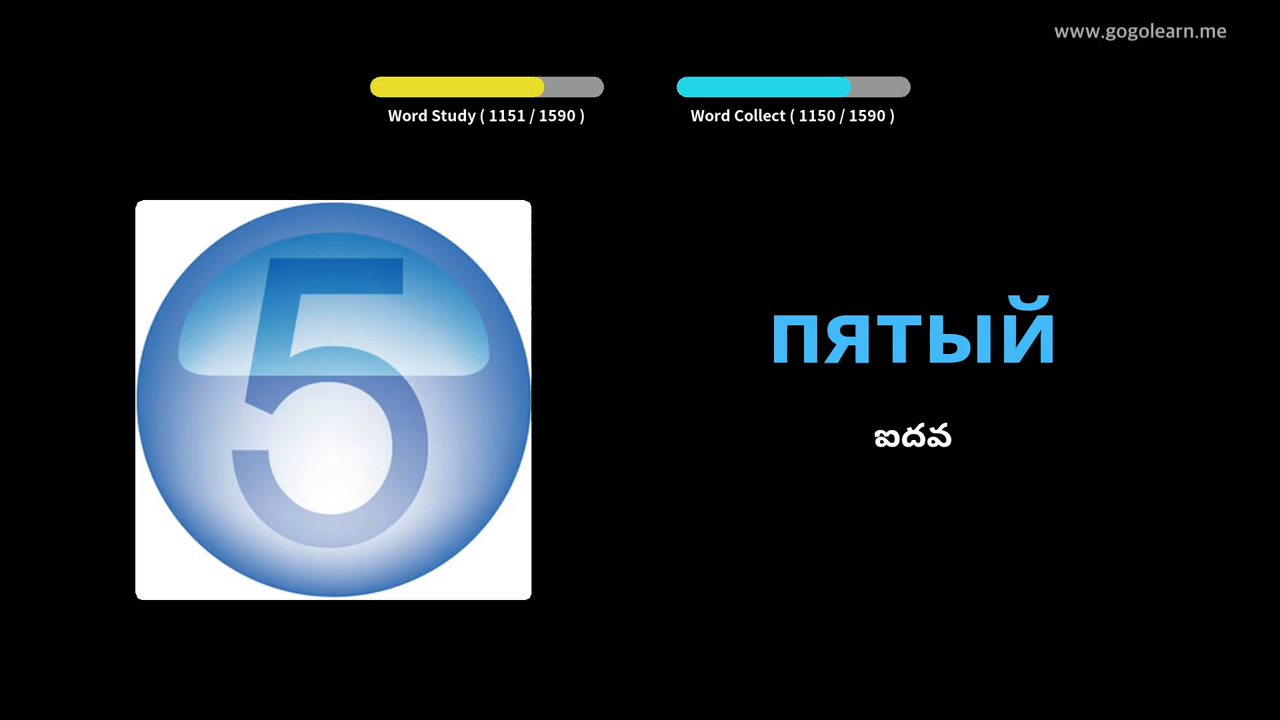 www.gogolearn.me
Word Study ( 1151 / 1590 )
Word Collect ( 1150 / 1590 )
5
пятый
ఐదవ